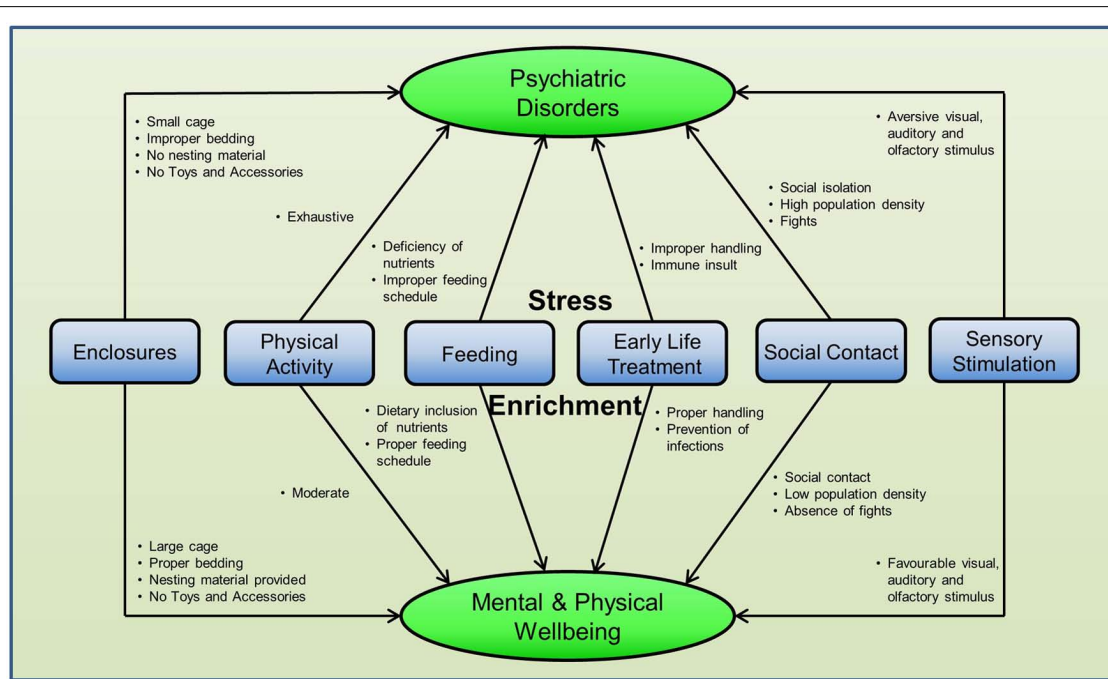 Psychiatric
Disorders
• Small cage
• Improper bedding
• No nesting material
• No Toys and Accessories
• Exhaustive
• Deficiency of
nutrients
• Improper feeding
schedule
• Improper handling
• Immune insult
• Social isolation
• High population density
• Fights
• Aversive visual,
auditory and
olfactory stimulus
Stress
Enclosures
Physical
Activity
Feeding
Early Life
Treatment
Social Contact
Sensory
Stimulation
Enrichment
• Large cage
• Proper bedding
• Nesting material provided
• No Toys and Accessories
• Moderate
• Dietary inclusion
of nutrients
• Proper feeding
schedule
• Proper handling
• Prevention of
infections
• Social contact
• Low population density
• Absence of fights
• Favourable visual,
auditory and
olfactory stimulus
Mental & Physical
Wellbeing